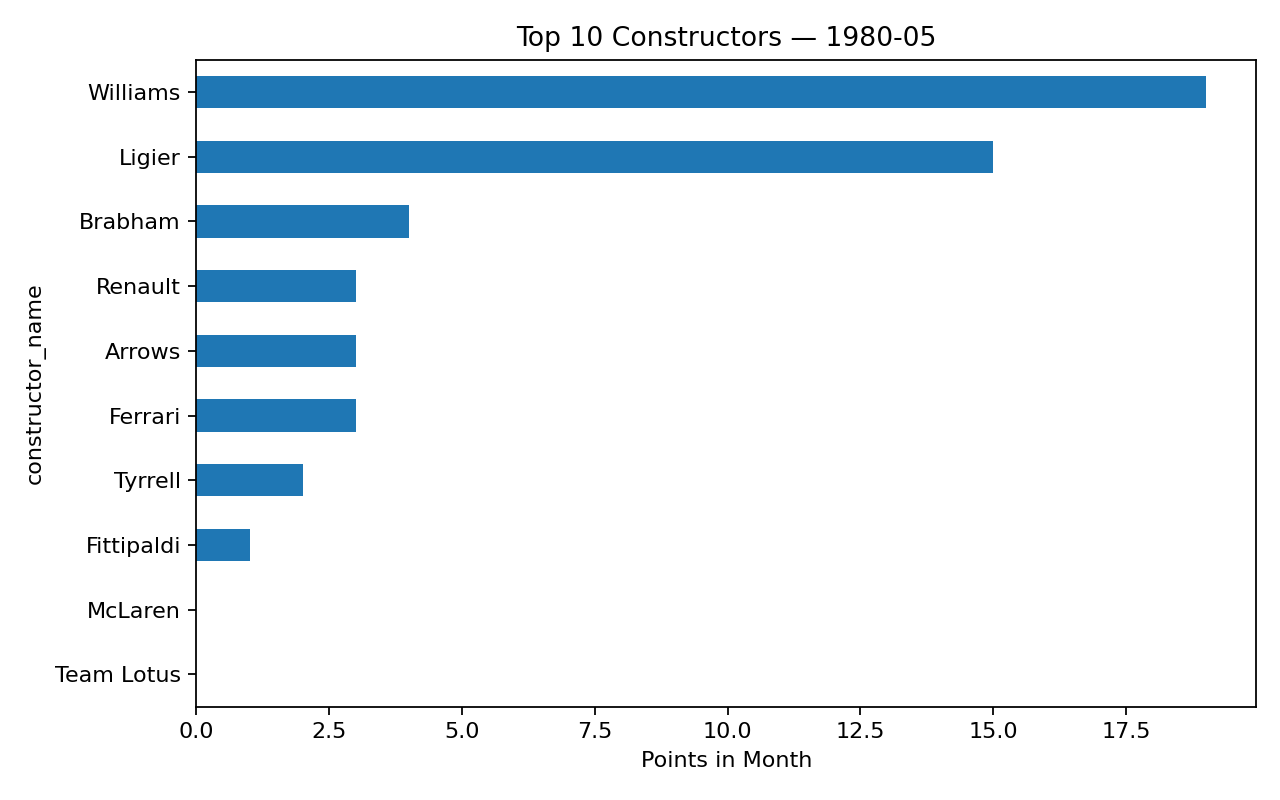 Top 10 Constructors — 1980-05
Williams
Ligier
Brabham
Renault
Arrows
Ferrari
Tyrrell
Fittipaldi
McLaren
Team Lotus
constructor_name
0.0 2.5 5.0 7.5 10.0 12.5 15.0 17.5
Points in Month